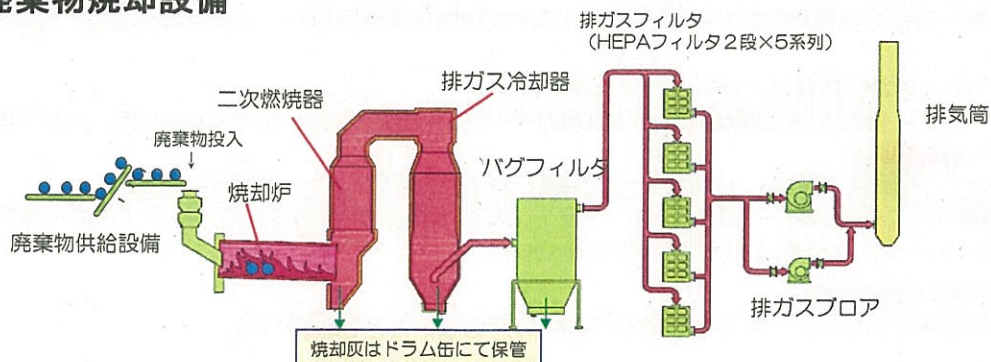 廃棄物焼却設備
排ガスフィルタ
(HEPAフィルタ2段×5系列)
排ガス冷却器
二次燃焼器
排気筒
廃棄物投入
バグフィルタ
焼却炉
廃棄物供給設備
排ガスブロア
焼却灰はドラム缶にて保管